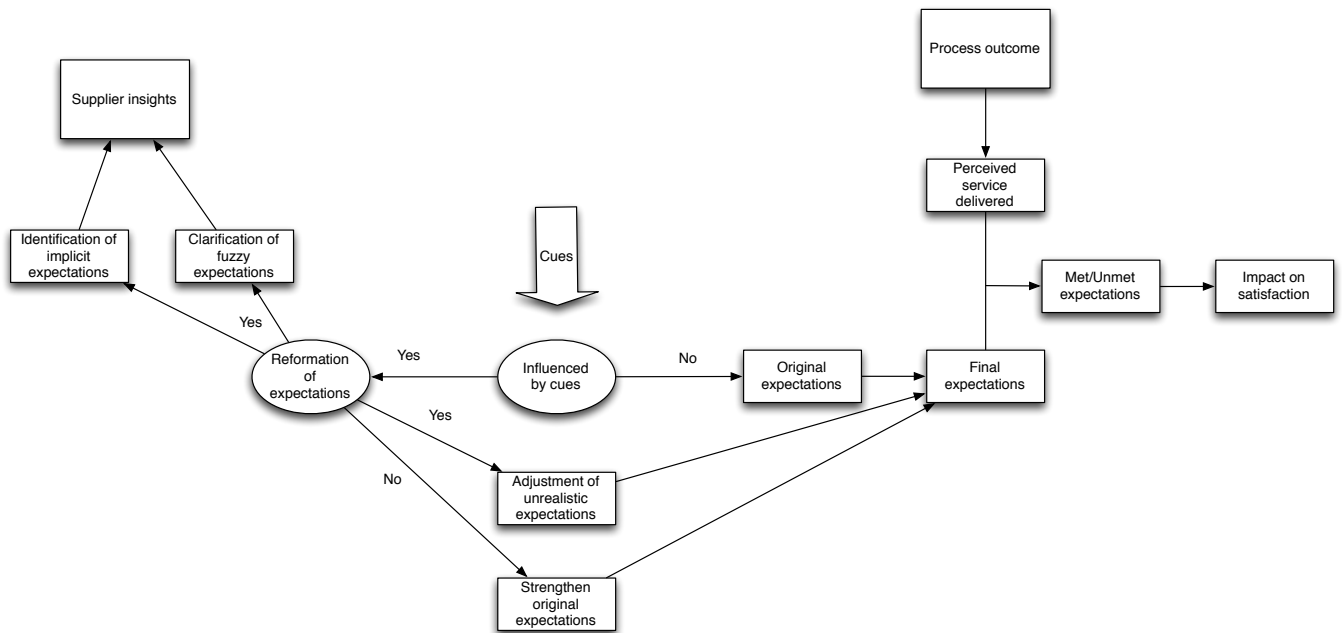 Process outcome
Supplier insights
Perceived
service
delivered
Identification of
implicit
expectations
Clarification of
fuzzy
expectations
Cues
Met/Unmet
expectations
Impact on
satisfaction
Yes
Yes
No
Reformation
of
expectations
Influenced
by cues
Original
expectations
Final
expectations
Yes
No
Adjustment of
unrealistic
expectations
Strengthen
original
expectations